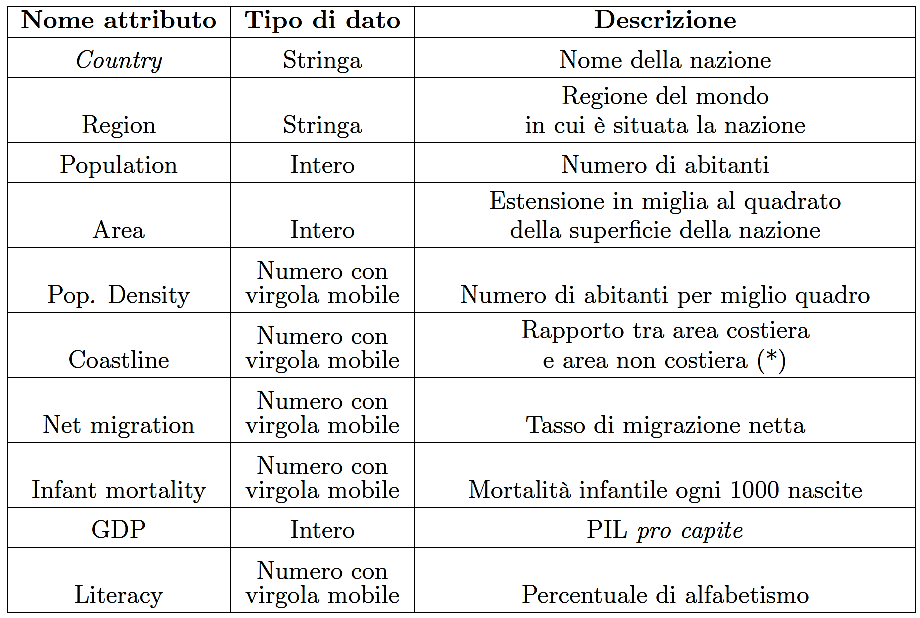 Nome attributo Tipo di dato Descrizione
Country Stringa Nome della nazione
Regione del mondo
Region Stringa in cui è situata la nazione
Population Intero Numero di abitanti
Estensione in miglia al quadrato
Area Intero della superficie della nazione
Numero con
Pop. Density virgola mobile Numero di abitanti per miglio quadro
Numero con Rapporto tra area costiera
Coastline virgola mobile e area non costiera (*)
Numero con
Net migration virgola mobile Tasso di migrazione netta
Numero con
Infant mortality virgola mobile Mortalità infantile ogni 1000 nascite
GDP Intero PIL pro capite
Numero con
Literacy virgola mobile Percentuale di alfabetismo